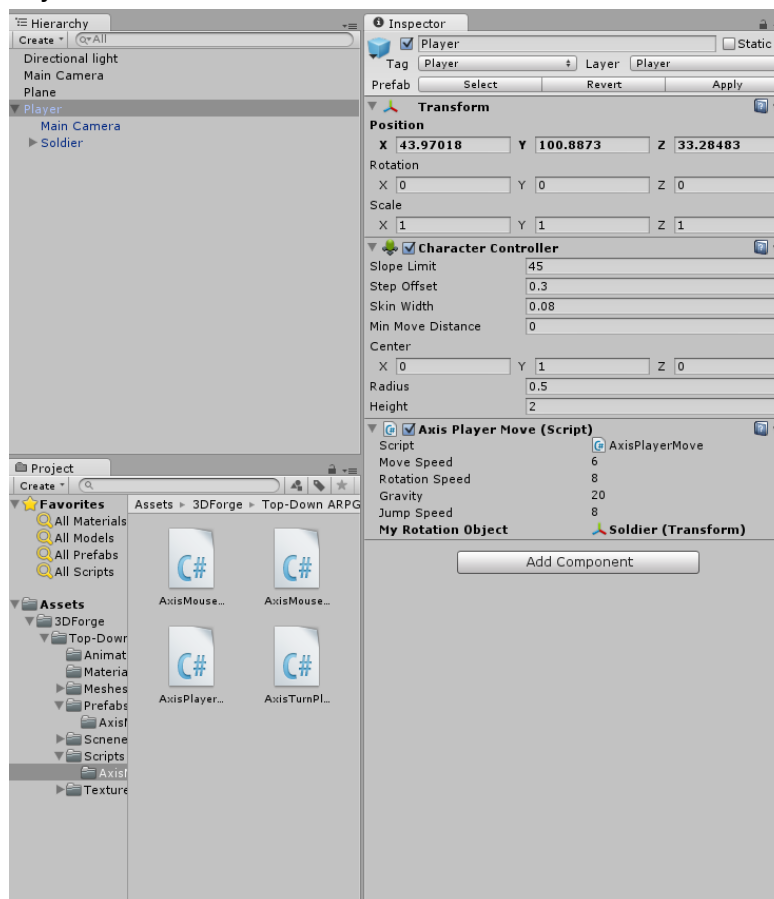 Hierarchy
Create
All
Directional light
Main Camera
Plane
Player
Main Camera
Soldier
Project
Create
Favorites
All Materials
All Models
All Prefabs
All Scripts
Assets
3DForge
Top-Down
Animat
Materia
Meshes
Prefabs
Scnene
Scripts
Texture
Assets 3DForge Top-Down ARPG
C# C#
AxisMouse... AxisMouse...
C# C#
AxisPlayer... AxisTurnPl...
Inspector
Player Static
Tag Player Layer Player
Prefab Select Revert Apply
Transform
Position
X 43.97018 Y 100.8873 Z 33.28483
Rotation
X 0 Y 0 Z 0
Scale
X 1 Y 1 Z 1
Character Controller
Slope Limit 45
Step Offset 0.3
Skin Width 0.08
Min Move Distance 0
Center
X 0 Y 1 Z 0
Radius 0.5
Height 2
Axis Player Move (Script)
Script AxisPlayerMove
Move Speed 6
Rotation Speed 8
Gravity 20
Jump Speed 8
My Rotation Object Soldier (Transform)
Add Component